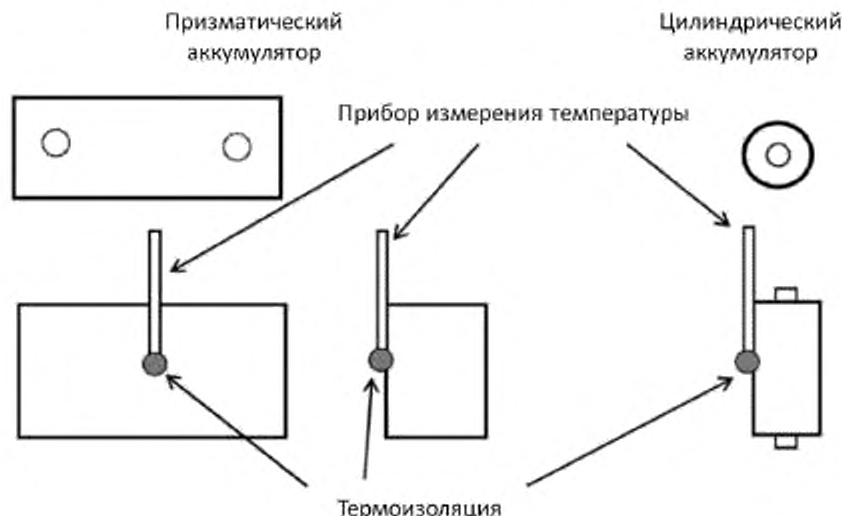 Призматический
аккумулятор
Цилиндрический
аккумулятор
Прибор измерения температуры
Термоизоляция